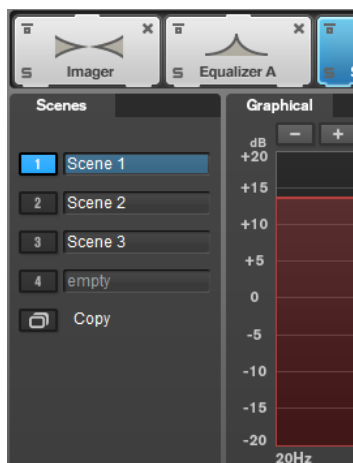 S Imager S Equalizer A S
Scenes Graphical
dB − +
1 Scene 1
2 Scene 2
3 Scene 3
4 empty
Copy
+20
+15
+10
+5
0
-5
-10
-15
-20
20Hz